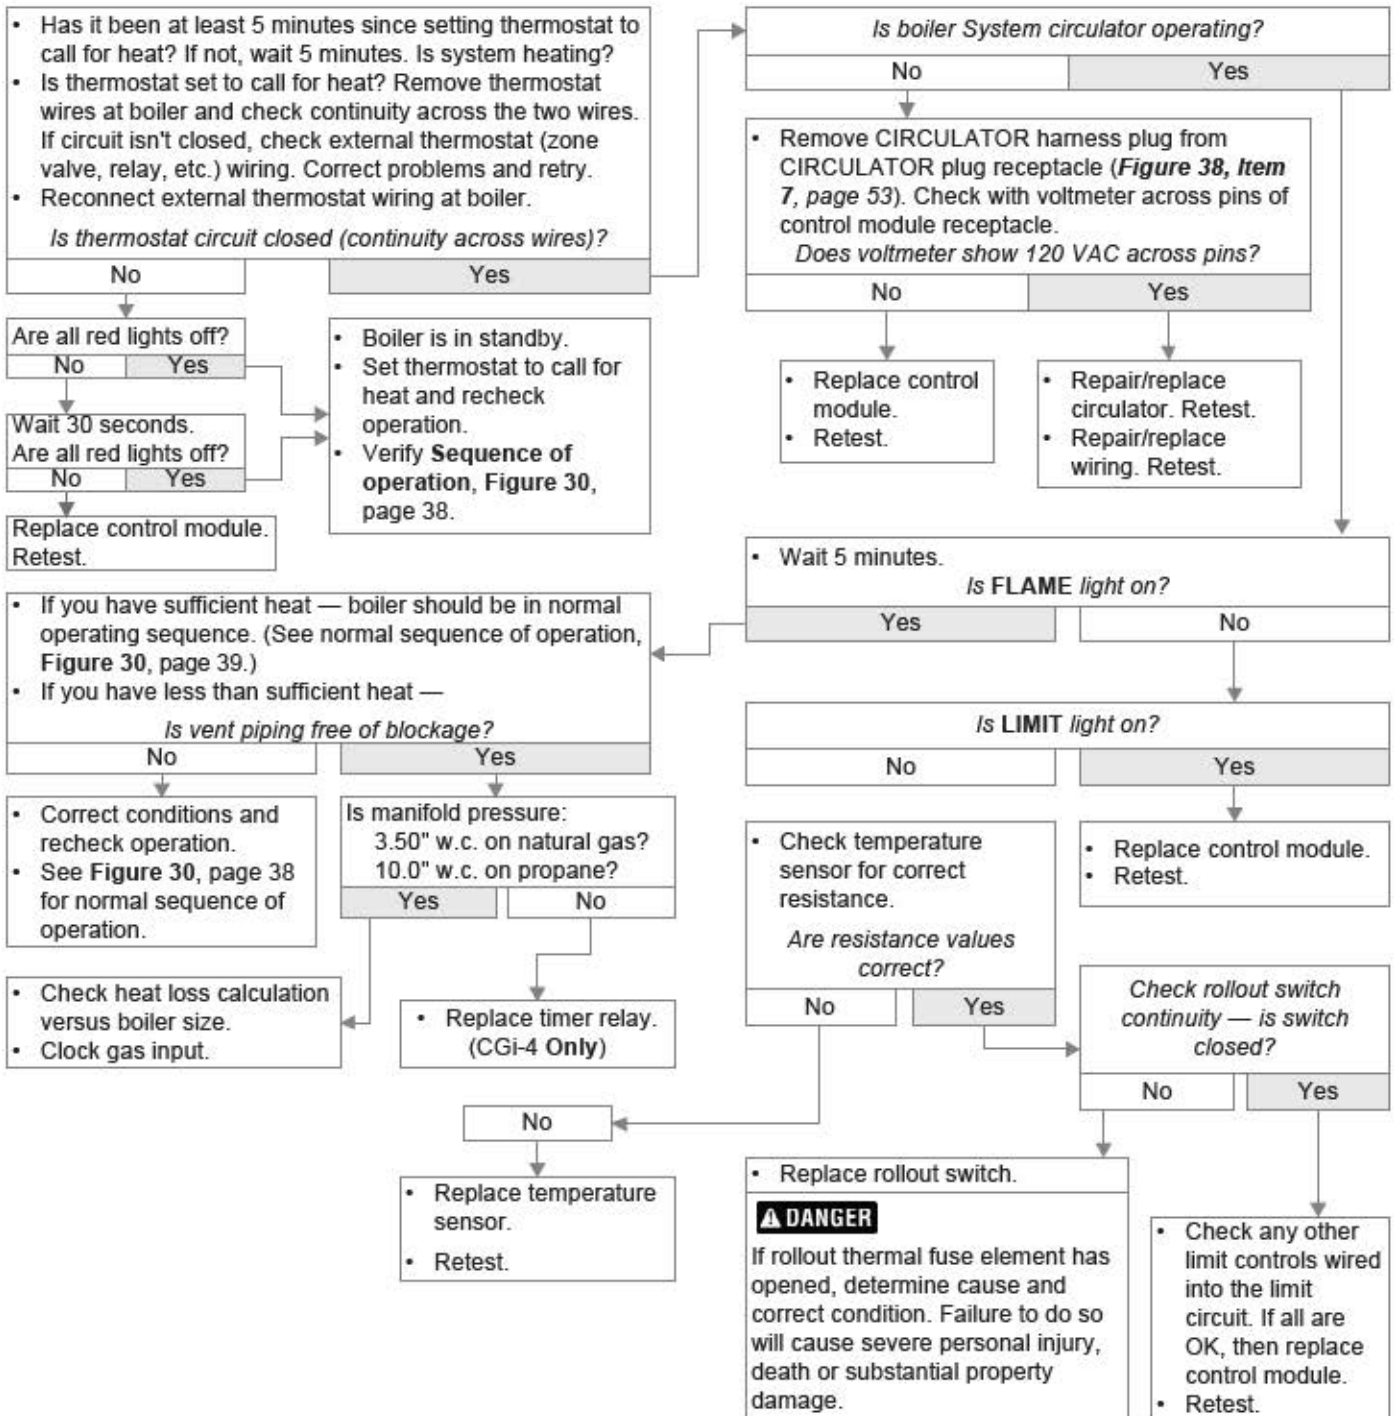 • Has it been at least 5 minutes since setting thermostat to
call for heat? If not, wait 5 minutes. Is system heating?
• Is thermostat set to call for heat? Remove thermostat
wires at boiler and check continuity across the two wires.
If circuit isn't closed, check external thermostat (zone
valve, relay, etc.) wiring. Correct problems and retry.
• Reconnect external thermostat wiring at boiler.
Is thermostat circuit closed (continuity across wires)?
No
Yes
Are all red lights off?
No
Yes
Wait 30 seconds.
Are all red lights off?
No
Yes
Replace control module.
Retest.
• Boiler is in standby.
• Set thermostat to call for
heat and recheck
operation.
• Verify Sequence of
operation, Figure 30,
page 38.
Is boiler System circulator operating?
No
Yes
• Remove CIRCULATOR harness plug from
CIRCULATOR plug receptacle (Figure 38, Item
7, page 53). Check with voltmeter across pins of
control module receptacle.
Does voltmeter show 120 VAC across pins?
No
Yes
• Replace control
module.
• Retest.
• Repair/replace
circulator. Retest.
• Repair/replace
wiring. Retest.
• Wait 5 minutes.
Is FLAME light on?
Yes
No
• If you have sufficient heat — boiler should be in normal
operating sequence. (See normal sequence of operation,
Figure 30, page 39.)
• If you have less than sufficient heat —
Is vent piping free of blockage?
No
Yes
• Correct conditions and
recheck operation.
• See Figure 30, page 38
for normal sequence of
operation.
Is manifold pressure:
3.50" w.c. on natural gas?
10.0" w.c. on propane?
Yes
No
• Check heat loss calculation
versus boiler size.
• Clock gas input.
• Replace timer relay.
(CGi-4 Only)
Is LIMIT light on?
No
Yes
• Check temperature
sensor for correct
resistance.
Are resistance values
correct?
No
Yes
• Replace control module.
• Retest.
Check rollout switch
continuity — is switch
closed?
No
Yes
No
• Replace temperature
sensor.
• Retest.
• Replace rollout switch.
DANGER
If rollout thermal fuse element has
opened, determine cause and
correct condition. Failure to do so
will cause severe personal injury,
death or substantial property
damage.
• Check any other
limit controls wired
into the limit
circuit. If all are
OK, then replace
control module.
• Retest.